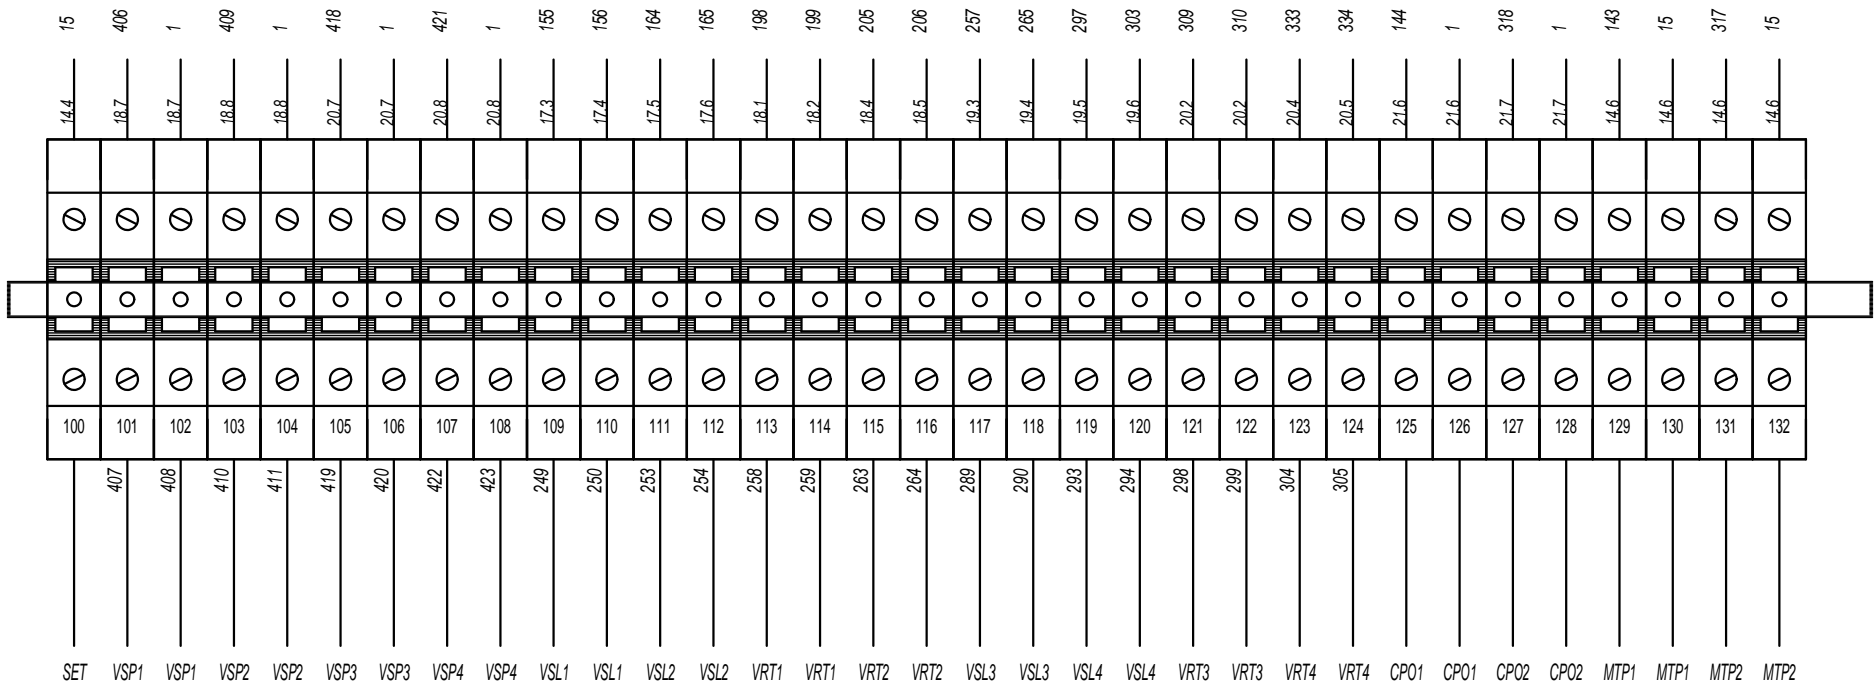 15 406 1 409 1 418 1 421 1 155 156 164 165 198 199 205 206 257 265 297 303 309 310 333 334 144 1 318 1 143 15 317 15
14.4 18.7 18.7 18.8 18.8 20.7 20.7 20.8 20.8 17.3 17.4 17.5 17.6 18.1 18.2 18.4 18.5 19.3 19.4 19.5 19.6 20.2 20.2 20.4 20.5 21.6 21.6 21.7 21.7 14.6 14.6 14.6 14.6
100 101 102 103 104 105 106 107 108 109 110 111 112 113 114 115 116 117 118 119 120 121 122 123 124 125 126 127 128 129 130 131 132
407 408 410 411 419 420 422 423 249 250 253 254 258 259 263 264 289 290 293 294 298 299 304 305
SET VSP1 VSP1 VSP2 VSP2 VSP3 VSP3 VSP4 VSP4 VSL1 VSL1 VSL2 VSL2 VRT1 VRT1 VRT2 VRT2 VSL3 VSL3 VSL4 VSL4 VRT3 VRT3 VRT4 VRT4 CPO1 CPO1 CPO2 CPO2 MTP1 MTP1 MTP2 MTP2